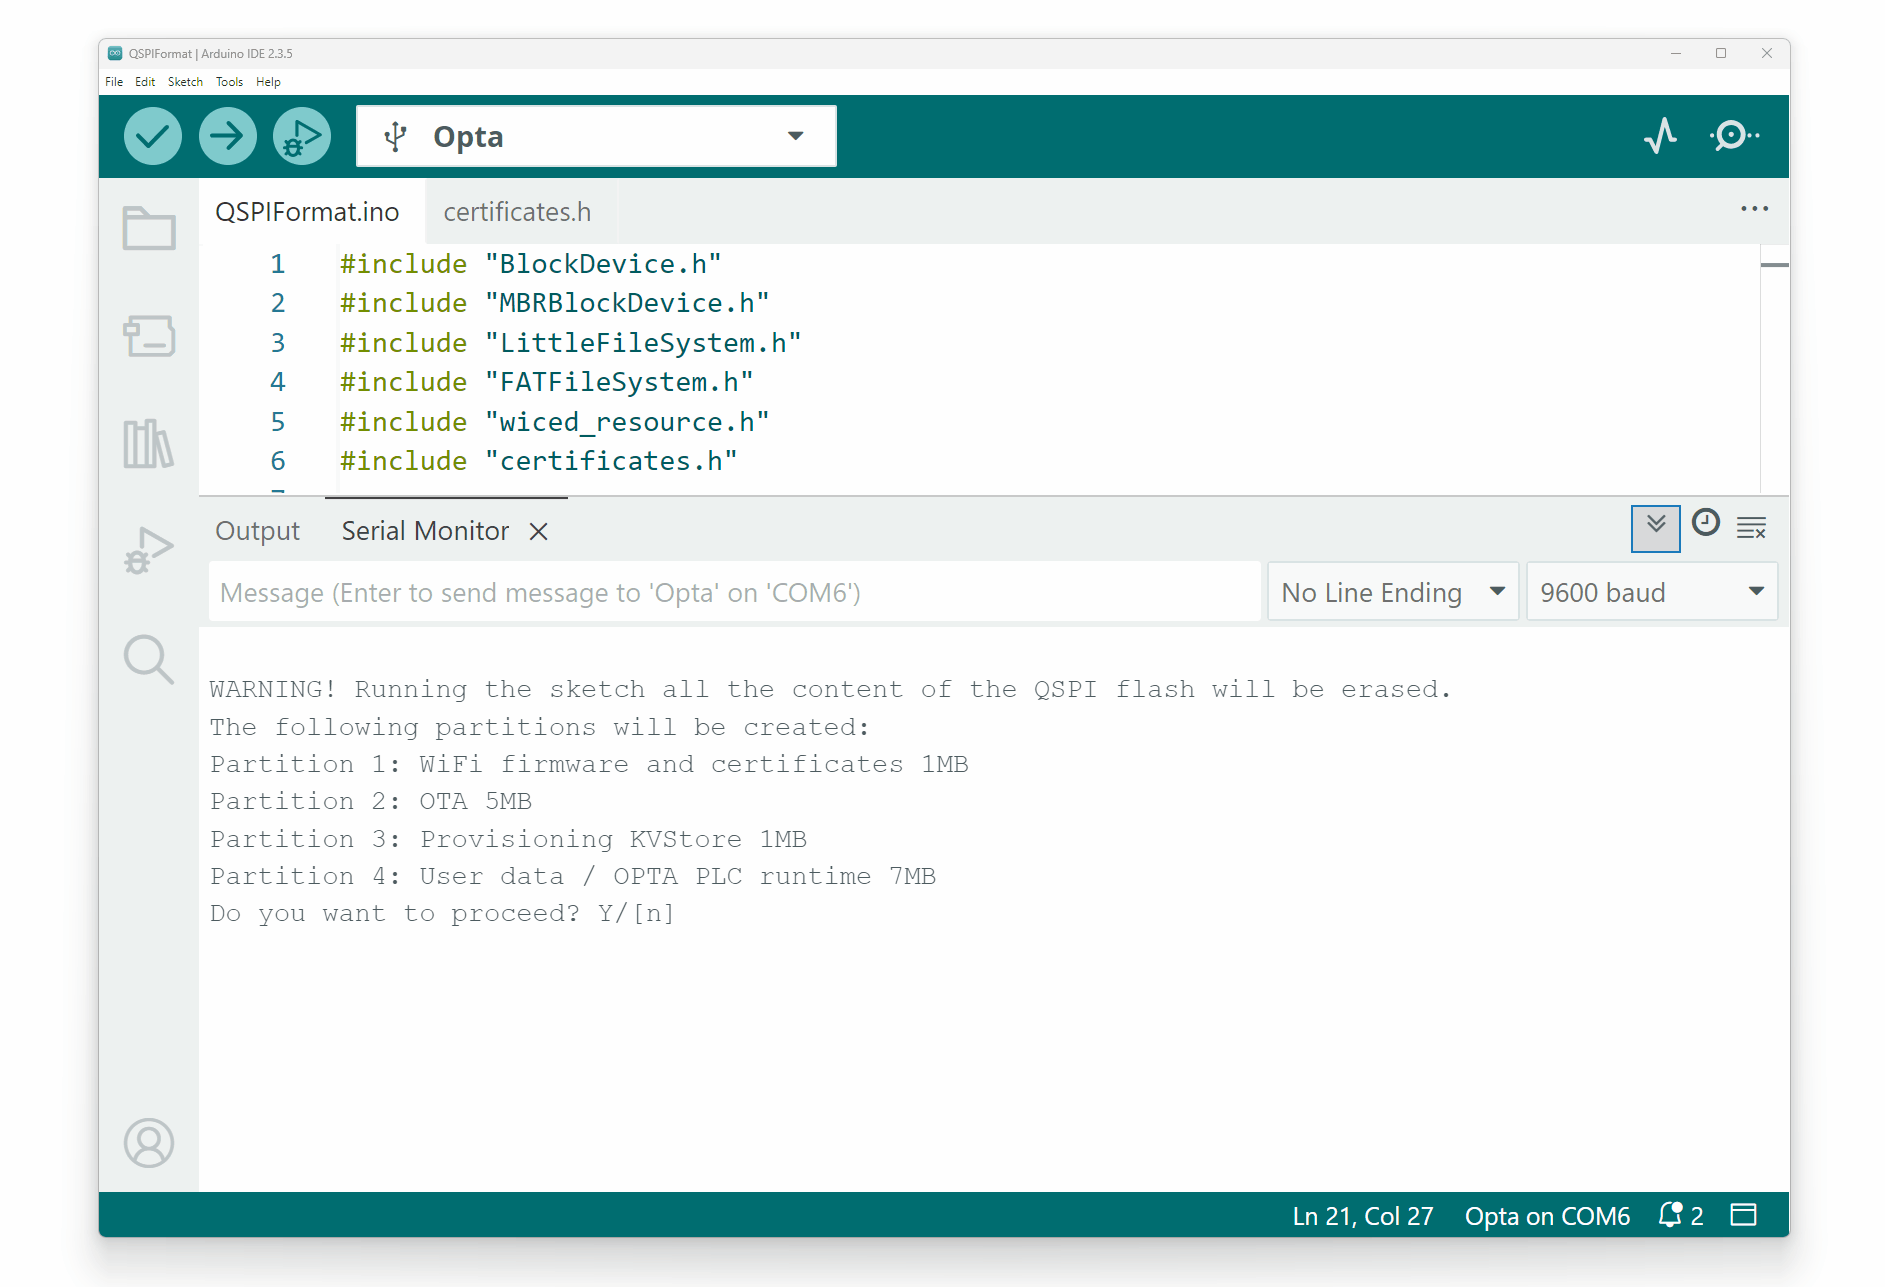 QSPIFormat | Arduino IDE 2.3.5
File Edit Sketch Tools Help
Opta
QSPIFormat.ino certificates.h
1 #include "BlockDevice.h"
2 #include "MBRBlockDevice.h"
3 #include "LittleFileSystem.h"
4 #include "FATFileSystem.h"
5 #include "wiced_resource.h"
6 #include "certificates.h"
Output Serial Monitor
Message (Enter to send message to 'Opta' on 'COM6') No Line Ending 9600 baud
WARNING! Running the sketch all the content of the QSPI flash will be erased.
The following partitions will be created:
Partition 1: WiFi firmware and certificates 1MB
Partition 2: OTA 5MB
Partition 3: Provisioning KVStore 1MB
Partition 4: User data / OPTA PLC runtime 7MB
Do you want to proceed? Y/[n]
Ln 21, Col 27 Opta on COM6 2